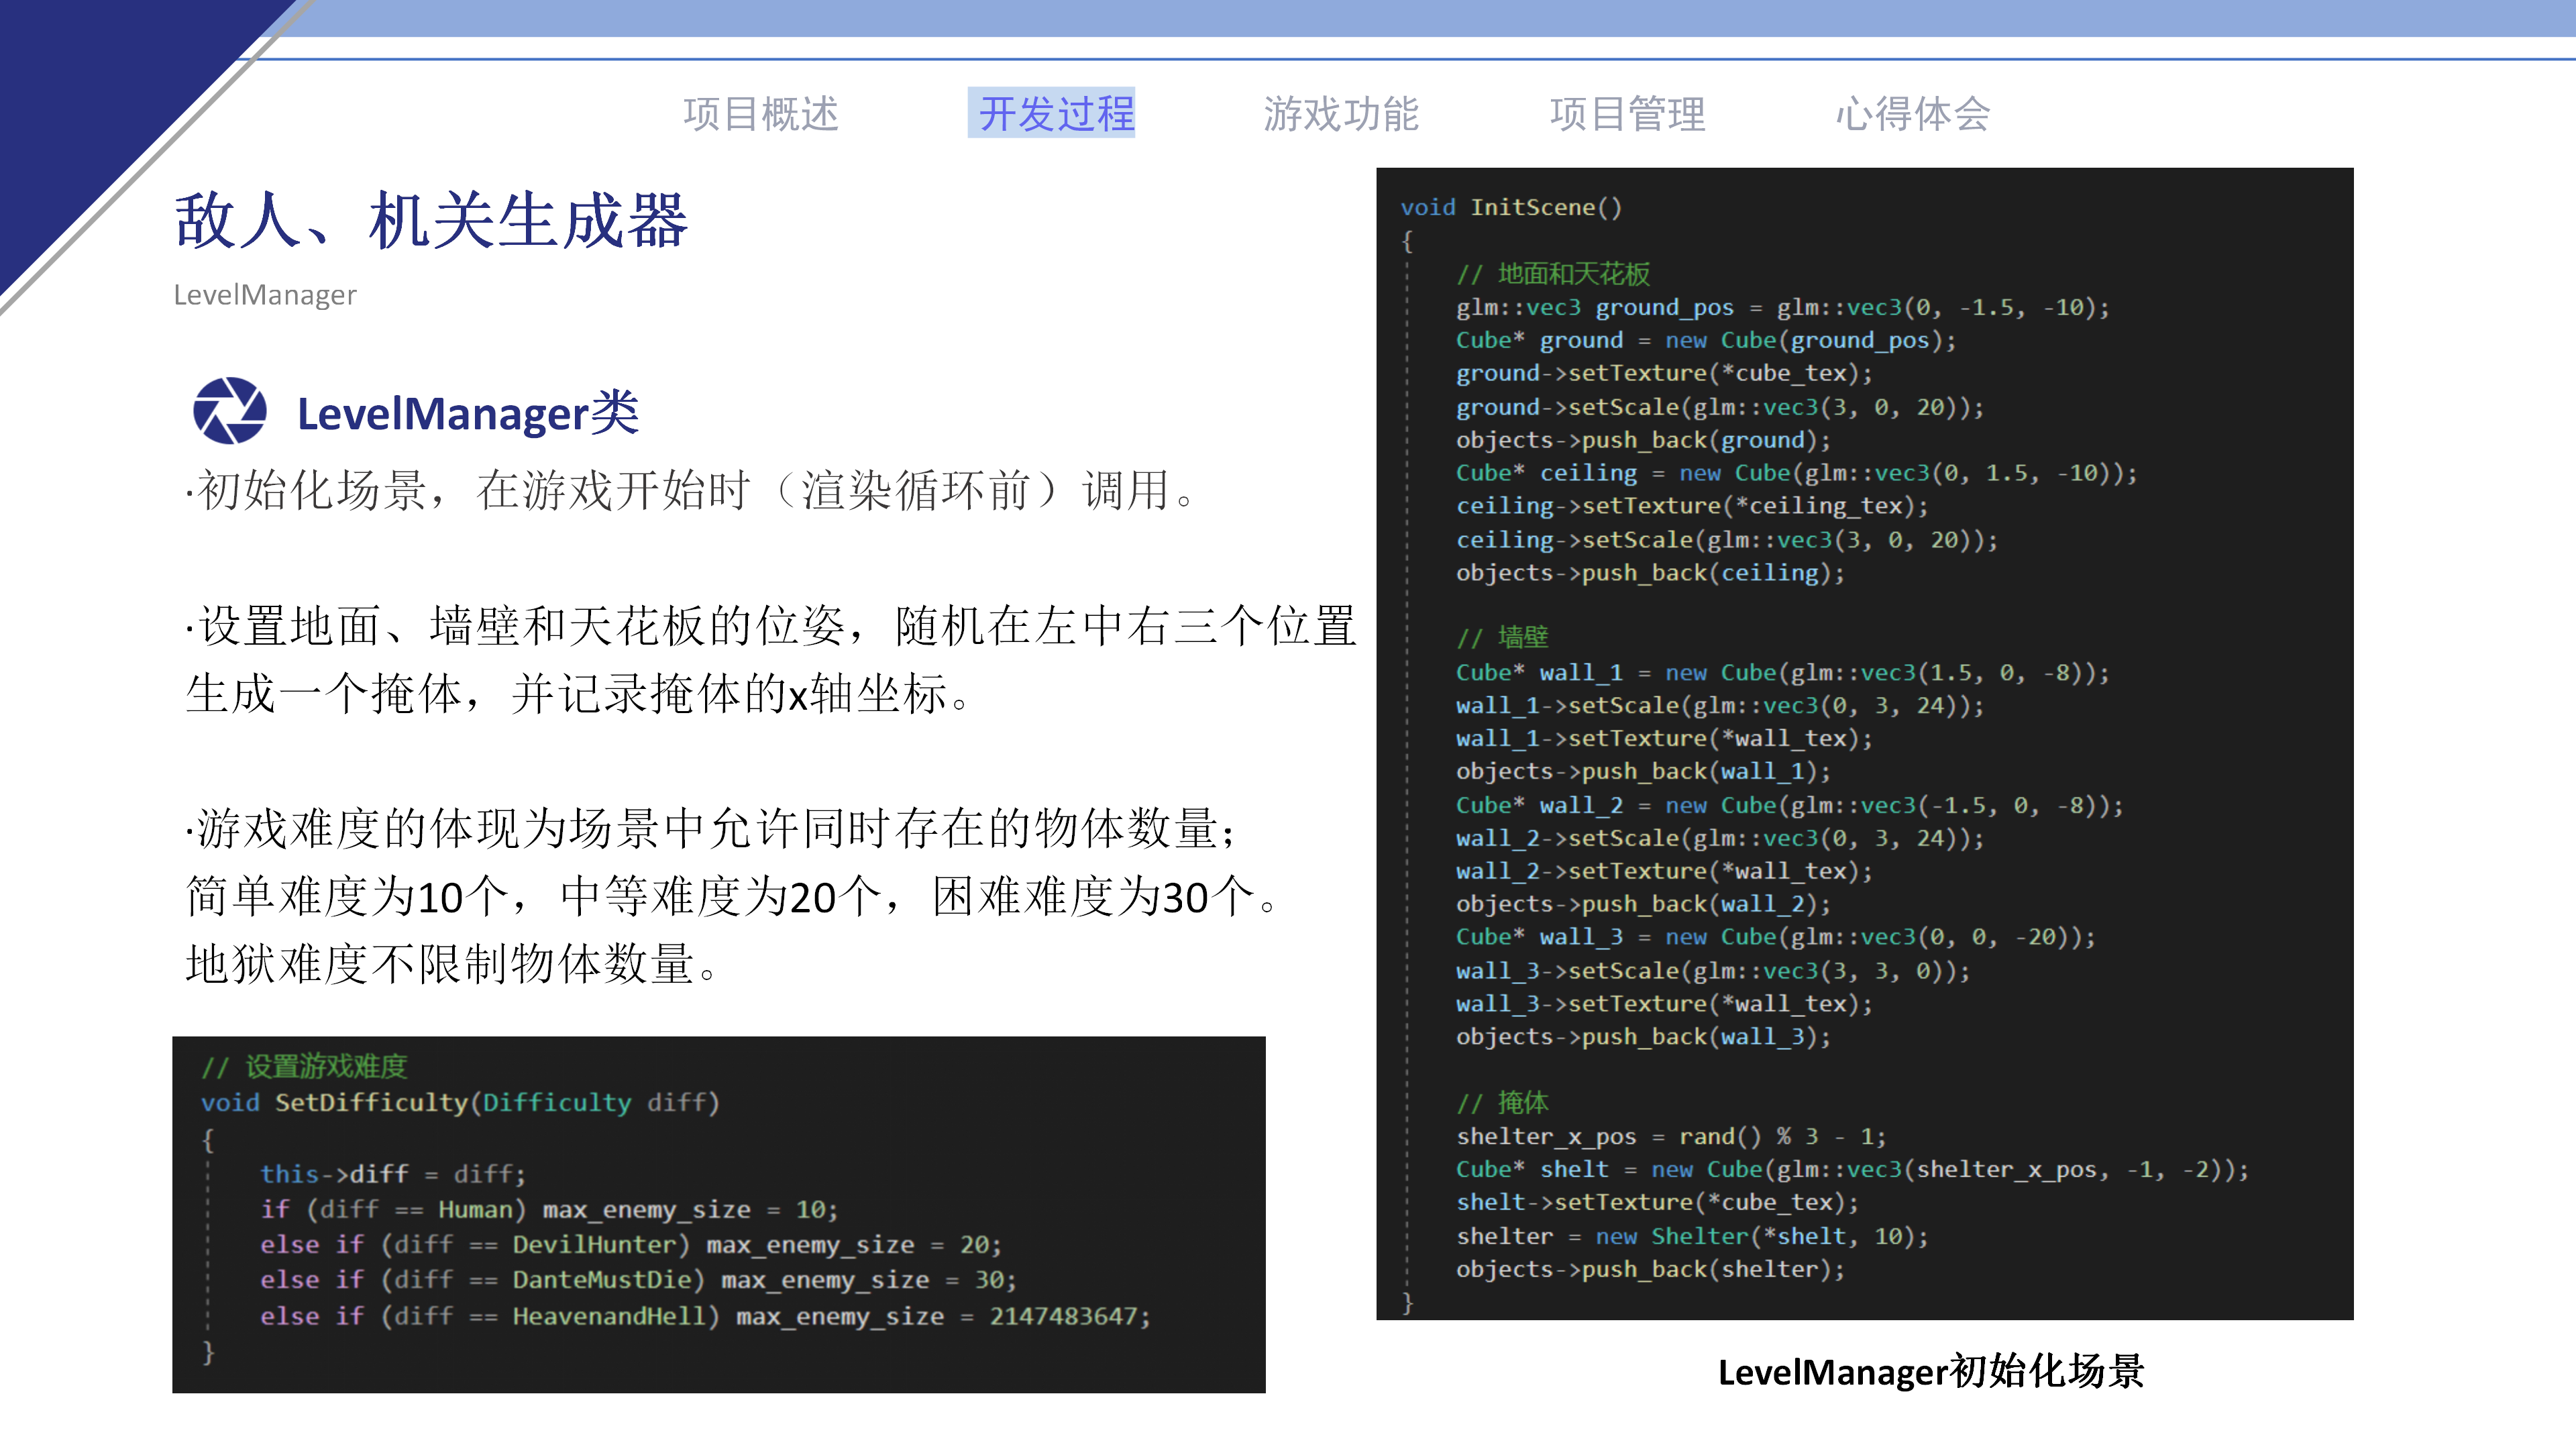 项目概述 开发过程 游戏功能 项目管理 心得体会
敌人、机关生成器
LevelManager
LevelManager类
·初始化场景，在游戏开始时（渲染循环前）调用。
·设置地面、墙壁和天花板的位姿，随机在左中右三个位置
生成一个掩体，并记录掩体的x轴坐标。
·游戏难度的体现为场景中允许同时存在的物体数量；
简单难度为10个，中等难度为20个，困难难度为30个。
地狱难度不限制物体数量。
// 设置游戏难度
void SetDifficulty(Difficulty diff)
{
this->diff = diff;
if (diff == Human) max_enemy_size = 10;
else if (diff == DevilHunter) max_enemy_size = 20;
else if (diff == DanteMustDie) max_enemy_size = 30;
else if (diff == HeavenandHell) max_enemy_size = 2147483647;
}
void InitScene()
{
// 地面和天花板
glm::vec3 ground_pos = glm::vec3(0, -1.5, -10);
Cube* ground = new Cube(ground_pos);
ground->setTexture(*cube_tex);
ground->setScale(glm::vec3(3, 0, 20));
objects->push_back(ground);
Cube* ceiling = new Cube(glm::vec3(0, 1.5, -10));
ceiling->setTexture(*ceiling_tex);
ceiling->setScale(glm::vec3(3, 0, 20));
objects->push_back(ceiling);
// 墙壁
Cube* wall_1 = new Cube(glm::vec3(1.5, 0, -8));
wall_1->setScale(glm::vec3(0, 3, 24));
wall_1->setTexture(*wall_tex);
objects->push_back(wall_1);
Cube* wall_2 = new Cube(glm::vec3(-1.5, 0, -8));
wall_2->setScale(glm::vec3(0, 3, 24));
wall_2->setTexture(*wall_tex);
objects->push_back(wall_2);
Cube* wall_3 = new Cube(glm::vec3(0, 0, -20));
wall_3->setScale(glm::vec3(3, 3, 0));
wall_3->setTexture(*wall_tex);
objects->push_back(wall_3);
// 掩体
shelter_x_pos = rand() % 3 - 1;
Cube* shelt = new Cube(glm::vec3(shelter_x_pos, -1, -2));
shelt->setTexture(*cube_tex);
shelter = new Shelter(*shelt, 10);
objects->push_back(shelter);
}
LevelManager初始化场景